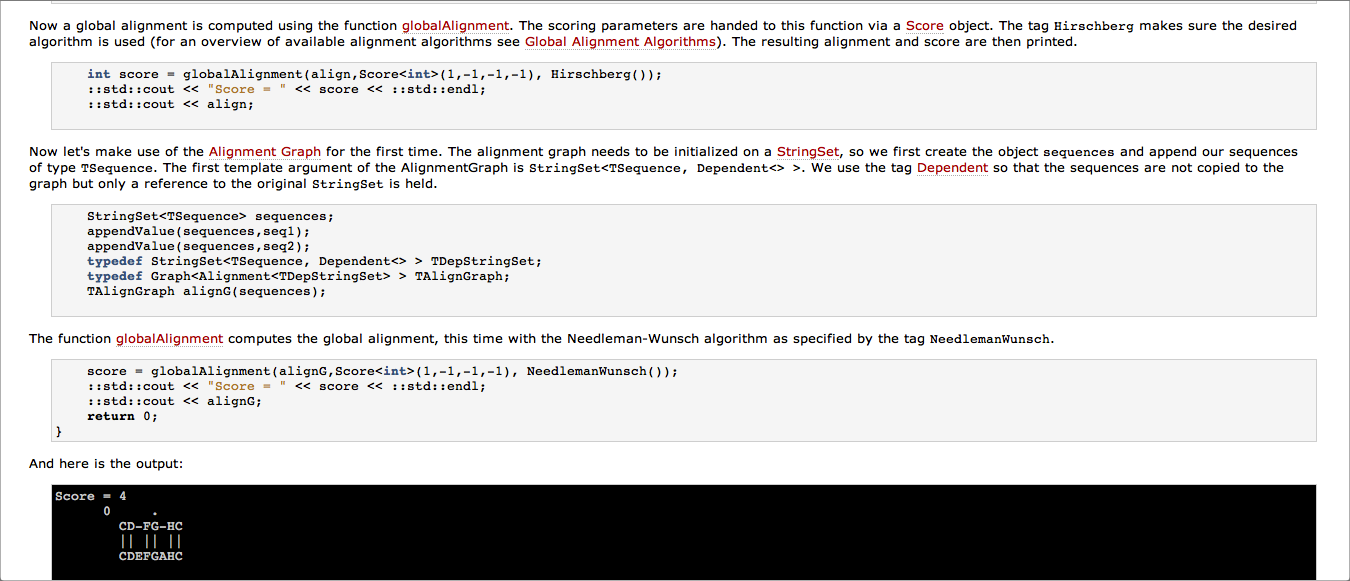 Now a global alignment is computed using the function globalAlignment. The scoring parameters are handed to this function via a Score object. The tag Hirschberg makes sure the desired
algorithm is used (for an overview of available alignment algorithms see Global Alignment Algorithms). The resulting alignment and score are then printed.
int score = globalAlignment(align,Score<int>(1,-1,-1,-1), Hirschberg());
::std::cout << "Score = " << score << ::std::endl;
::std::cout << align;
Now let's make use of the Alignment Graph for the first time. The alignment graph needs to be initialized on a StringSet, so we first create the object sequences and append our sequences
of type TSequence. The first template argument of the AlignmentGraph is StringSet<TSequence, Dependent<> >. We use the tag Dependent so that the sequences are not copied to the
graph but only a reference to the original StringSet is held.
StringSet<TSequence> sequences;
appendValue(sequences,seq1);
appendValue(sequences,seq2);
typedef StringSet<TSequence, Dependent<> > TDepStringSet;
typedef Graph<Alignment<TDepStringSet> > TAlignGraph;
TAlignGraph alignG(sequences);
The function globalAlignment computes the global alignment, this time with the Needleman-Wunsch algorithm as specified by the tag NeedlemanWunsch.
score = globalAlignment(alignG,Score<int>(1,-1,-1,-1), NeedlemanWunsch());
::std::cout << "Score = " << score << ::std::endl;
::std::cout << alignG;
return 0;
}
And here is the output:
Score = 4
0 .
CD-FG-HC
|| || ||
CDEFGAHC